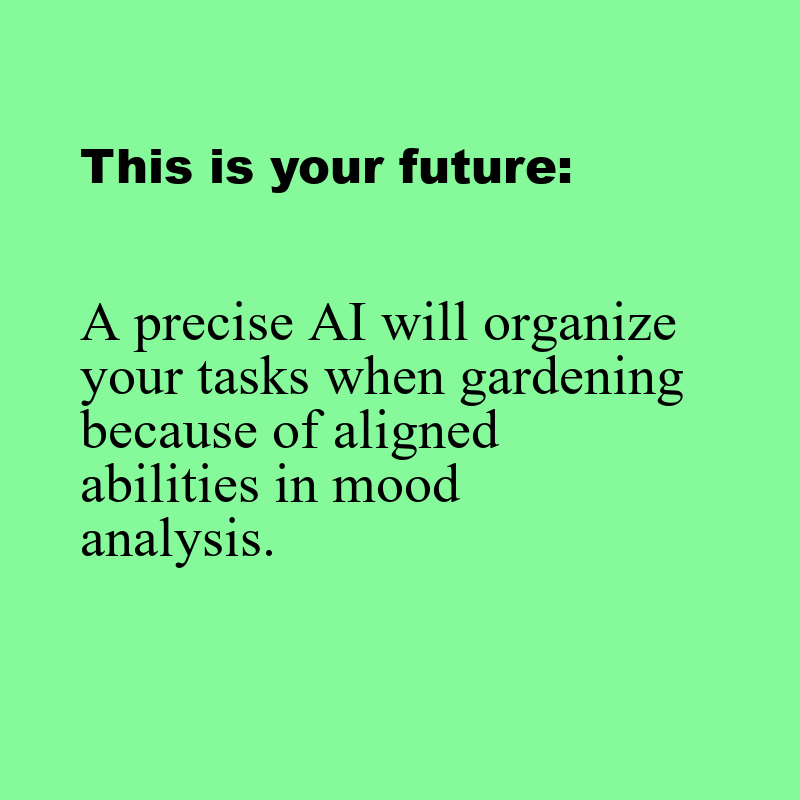 This is your future:
A precise AI will organize
your tasks when gardening
because of aligned
abilities in mood
analysis.